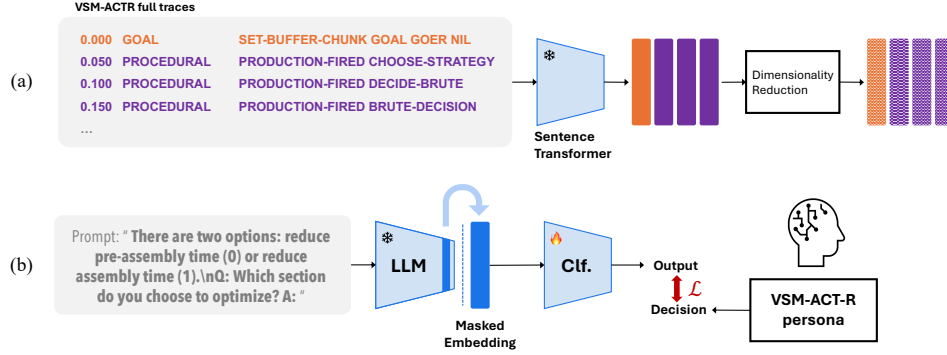 VSM-ACTR full traces
(a)
0.000 GOAL SET-BUFFER-CHUNK GOAL GOER NIL
0.050 PROCEDURAL PRODUCTION-FIRED CHOOSE-STRATEGY
0.100 PROCEDURAL PRODUCTION-FIRED DECIDE-BRUTE
0.150 PROCEDURAL PRODUCTION-FIRED BRUTE-DECISION
...
Sentence
Transformer
Dimensionality
Reduction
(b)
Prompt: “ There are two options: reduce
pre-assembly time (0) or reduce
assembly time (1).\nQ: Which section
do you choose to optimize? A: “
LLM
Masked
Embedding
Clf.
Output
ℒ
Decision
VSM-ACT-R
persona